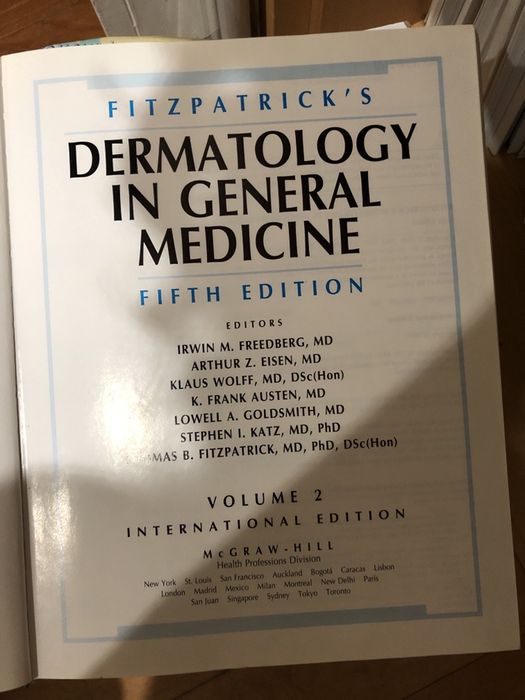 FITZPATRICK'S
DERMATOLOGY
IN GENERAL
MEDICINE
FIFTH EDITION
EDITORS
IRWIN M. FREEDBERG, MD
ARTHUR Z. EISEN, MD
KLAUS WOLFF, MD, DSc(Hon)
K. FRANK AUSTEN, MD
LOWELL A. GOLDSMITH, MD
STEPHEN I. KATZ, MD, PhD
B. FITZPATRICK, MD, PhD, DSc(Hon)
VOLUME 2
INTERNATIONAL EDITION
McGRAW-HILL
Health Professions Division
New York St. Louis San Francisco Auckland Bogotá Caracas Lisbon
London Madrid Mexico Milan Montreal New Delhi Paris
San Juan Singapore Sydney Tokyo Toronto